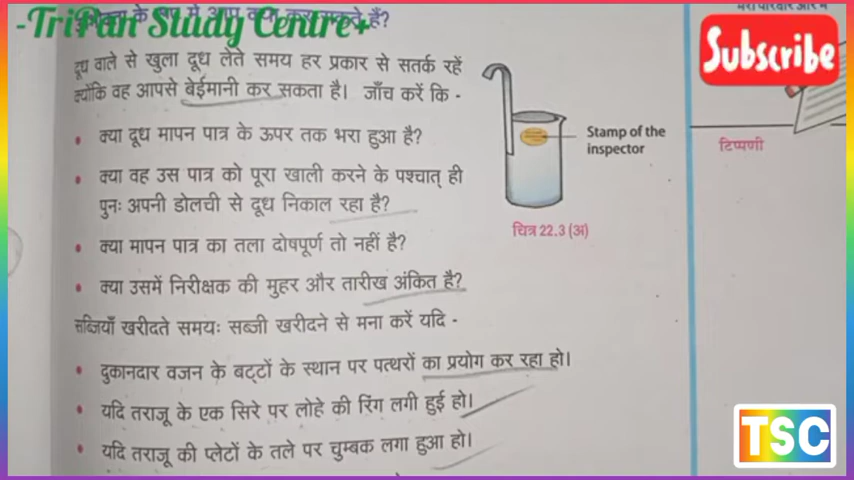 -TriPan Study Centre+
के रूप में आप क्या कर सकते हैं?
Subscribe
दूध वाले से खुला दूध लेते समय हर प्रकार से सतर्क रहें
क्योंकि वह आपसे बेईमानी कर सकता है। जाँच करें कि -
• क्या दूध मापन पात्र के ऊपर तक भरा हुआ है?
• क्या वह उस पात्र को पूरा खाली करने के पश्चात् ही
पुनः अपनी डोलची से दूध निकाल रहा है?
• क्या मापन पात्र का तला दोषपूर्ण तो नहीं है?
• क्या उसमें निरीक्षक की मुहर और तारीख अंकित है?
Stamp of the
inspector
चित्र 22.3 (अ)
टिप्पणी
सब्जियाँ खरीदते समयः सब्जी खरीदने से मना करें यदि -
• दुकानदार वजन के बट्टों के स्थान पर पत्थरों का प्रयोग कर रहा हो।
• यदि तराजू के एक सिरे पर लोहे की रिंग लगी हुई हो।
• यदि तराजू की प्लेटों के तले पर चुम्बक लगा हुआ हो।
TSC